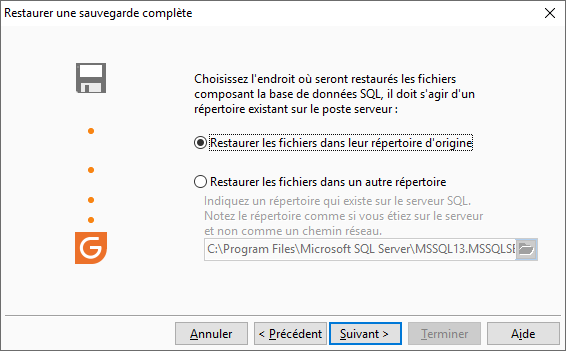 Restaurer une sauvegarde complète
Choisissez l'endroit où seront restaurés les fichiers
composant la base de données SQL, il doit s'agir d'un
répertoire existant sur le poste serveur :
Restaurer les fichiers dans leur répertoire d'origine
Restaurer les fichiers dans un autre répertoire
Indiquez un répertoire qui existe sur le serveur SQL.
Notez le répertoire comme si vous étiez sur le serveur
et non comme un chemin réseau.
C:\Program Files\Microsoft SQL Server\MSSQL13.MSSQLSE
Annuler
< Précédent
Suivant >
Terminer
Aide